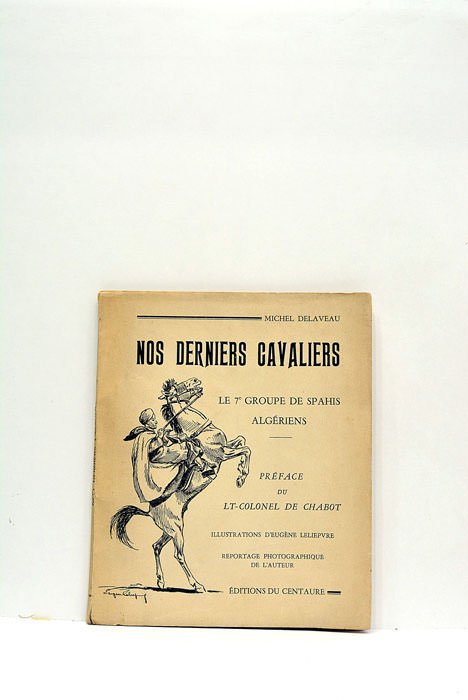 MICHEL DELAVEAU
NOS DERNIERS CAVALIERS
LE 7e GROUPE DE SPAHIS
ALGÉRIENS
PRÉFACE
DU
LT-COLONEL DE CHABOT
ILLUSTRATIONS D'EUGÈNE LELIEPVRE
REPORTAGE PHOTOGRAPHIQUE
DE L'AUTEUR
ÉDITIONS DU CENTAURE